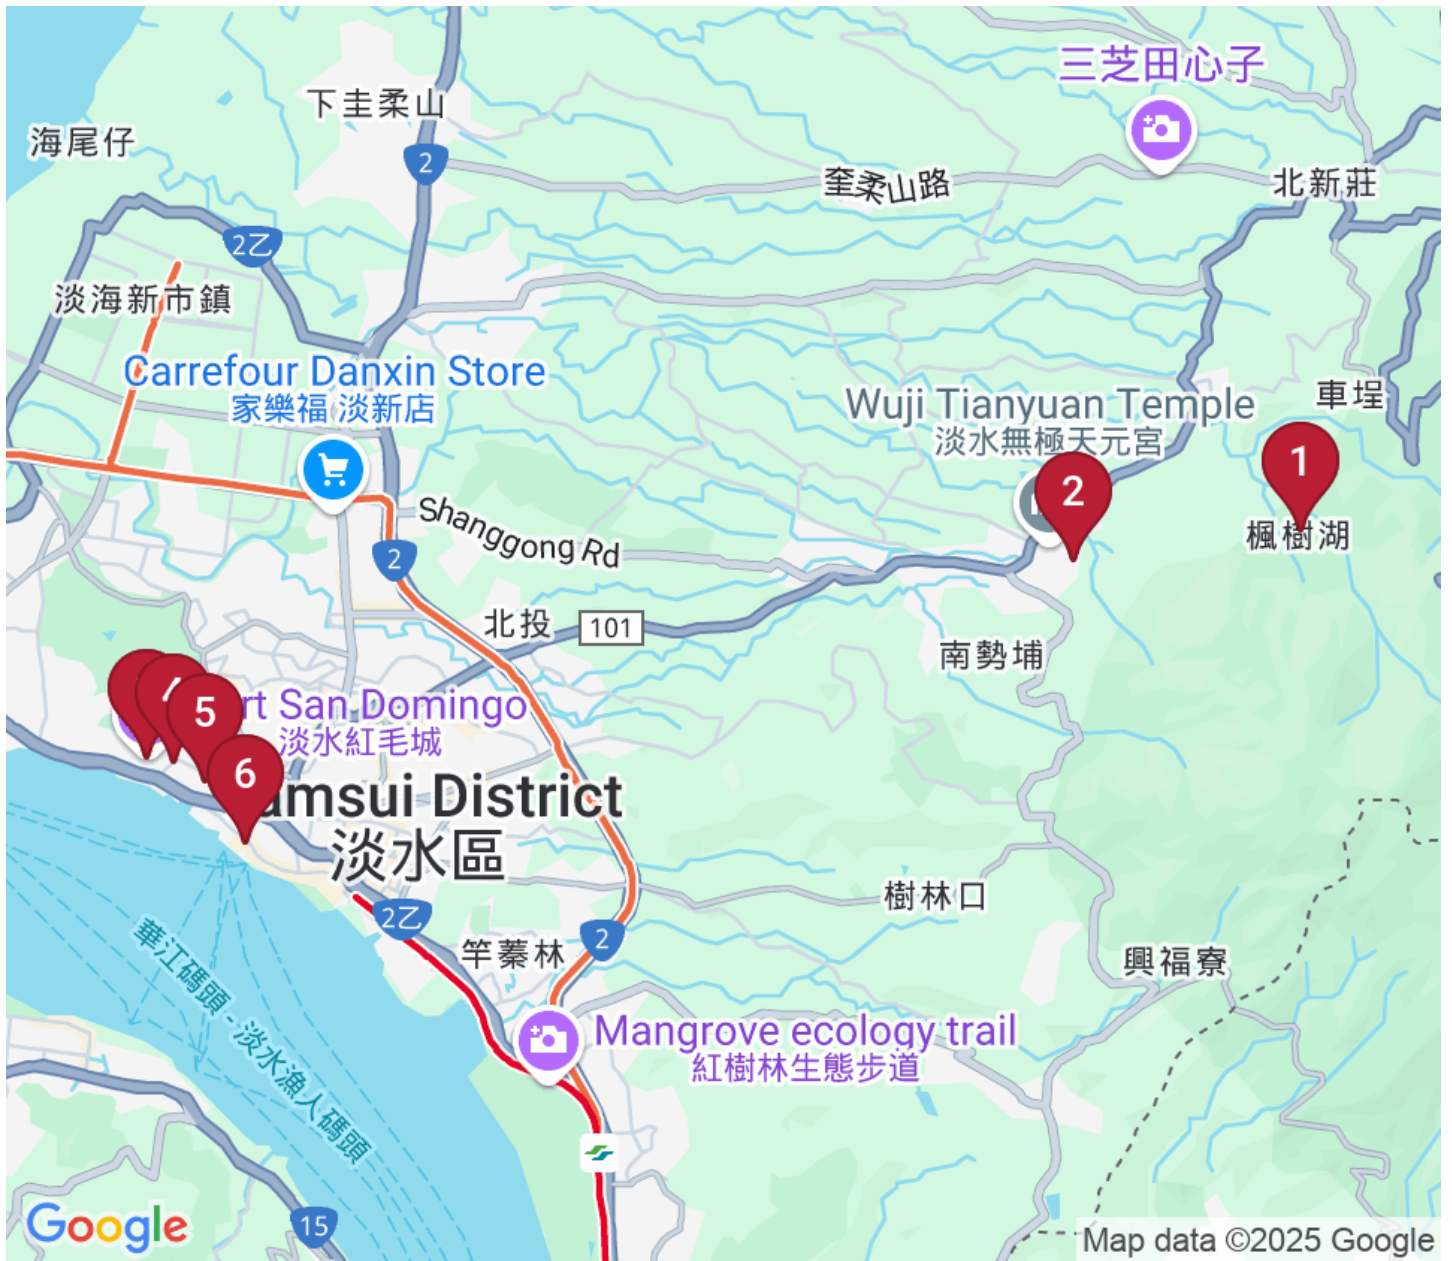 三芝田心子
下圭柔山
海尾仔
2
奎柔山路
北新莊
2乙
淡海新市鎮
Carrefour Danxin Store
家樂福 淡新店
車埕
Wuji Tianyuan Temple
淡水無極天元宮
1
2
楓樹湖
Shanggong Rd
2
北投
101
南勢埔
4
5
rt San Domingo
淡水紅毛城
6
amsui District
淡水區
樹林口
2乙
2
竿蓁林
興福寮
華江碼頭 - 淡水漁人碼頭
Mangrove ecology trail
紅樹林生態步道
Google
15
Map data ©2025 Google